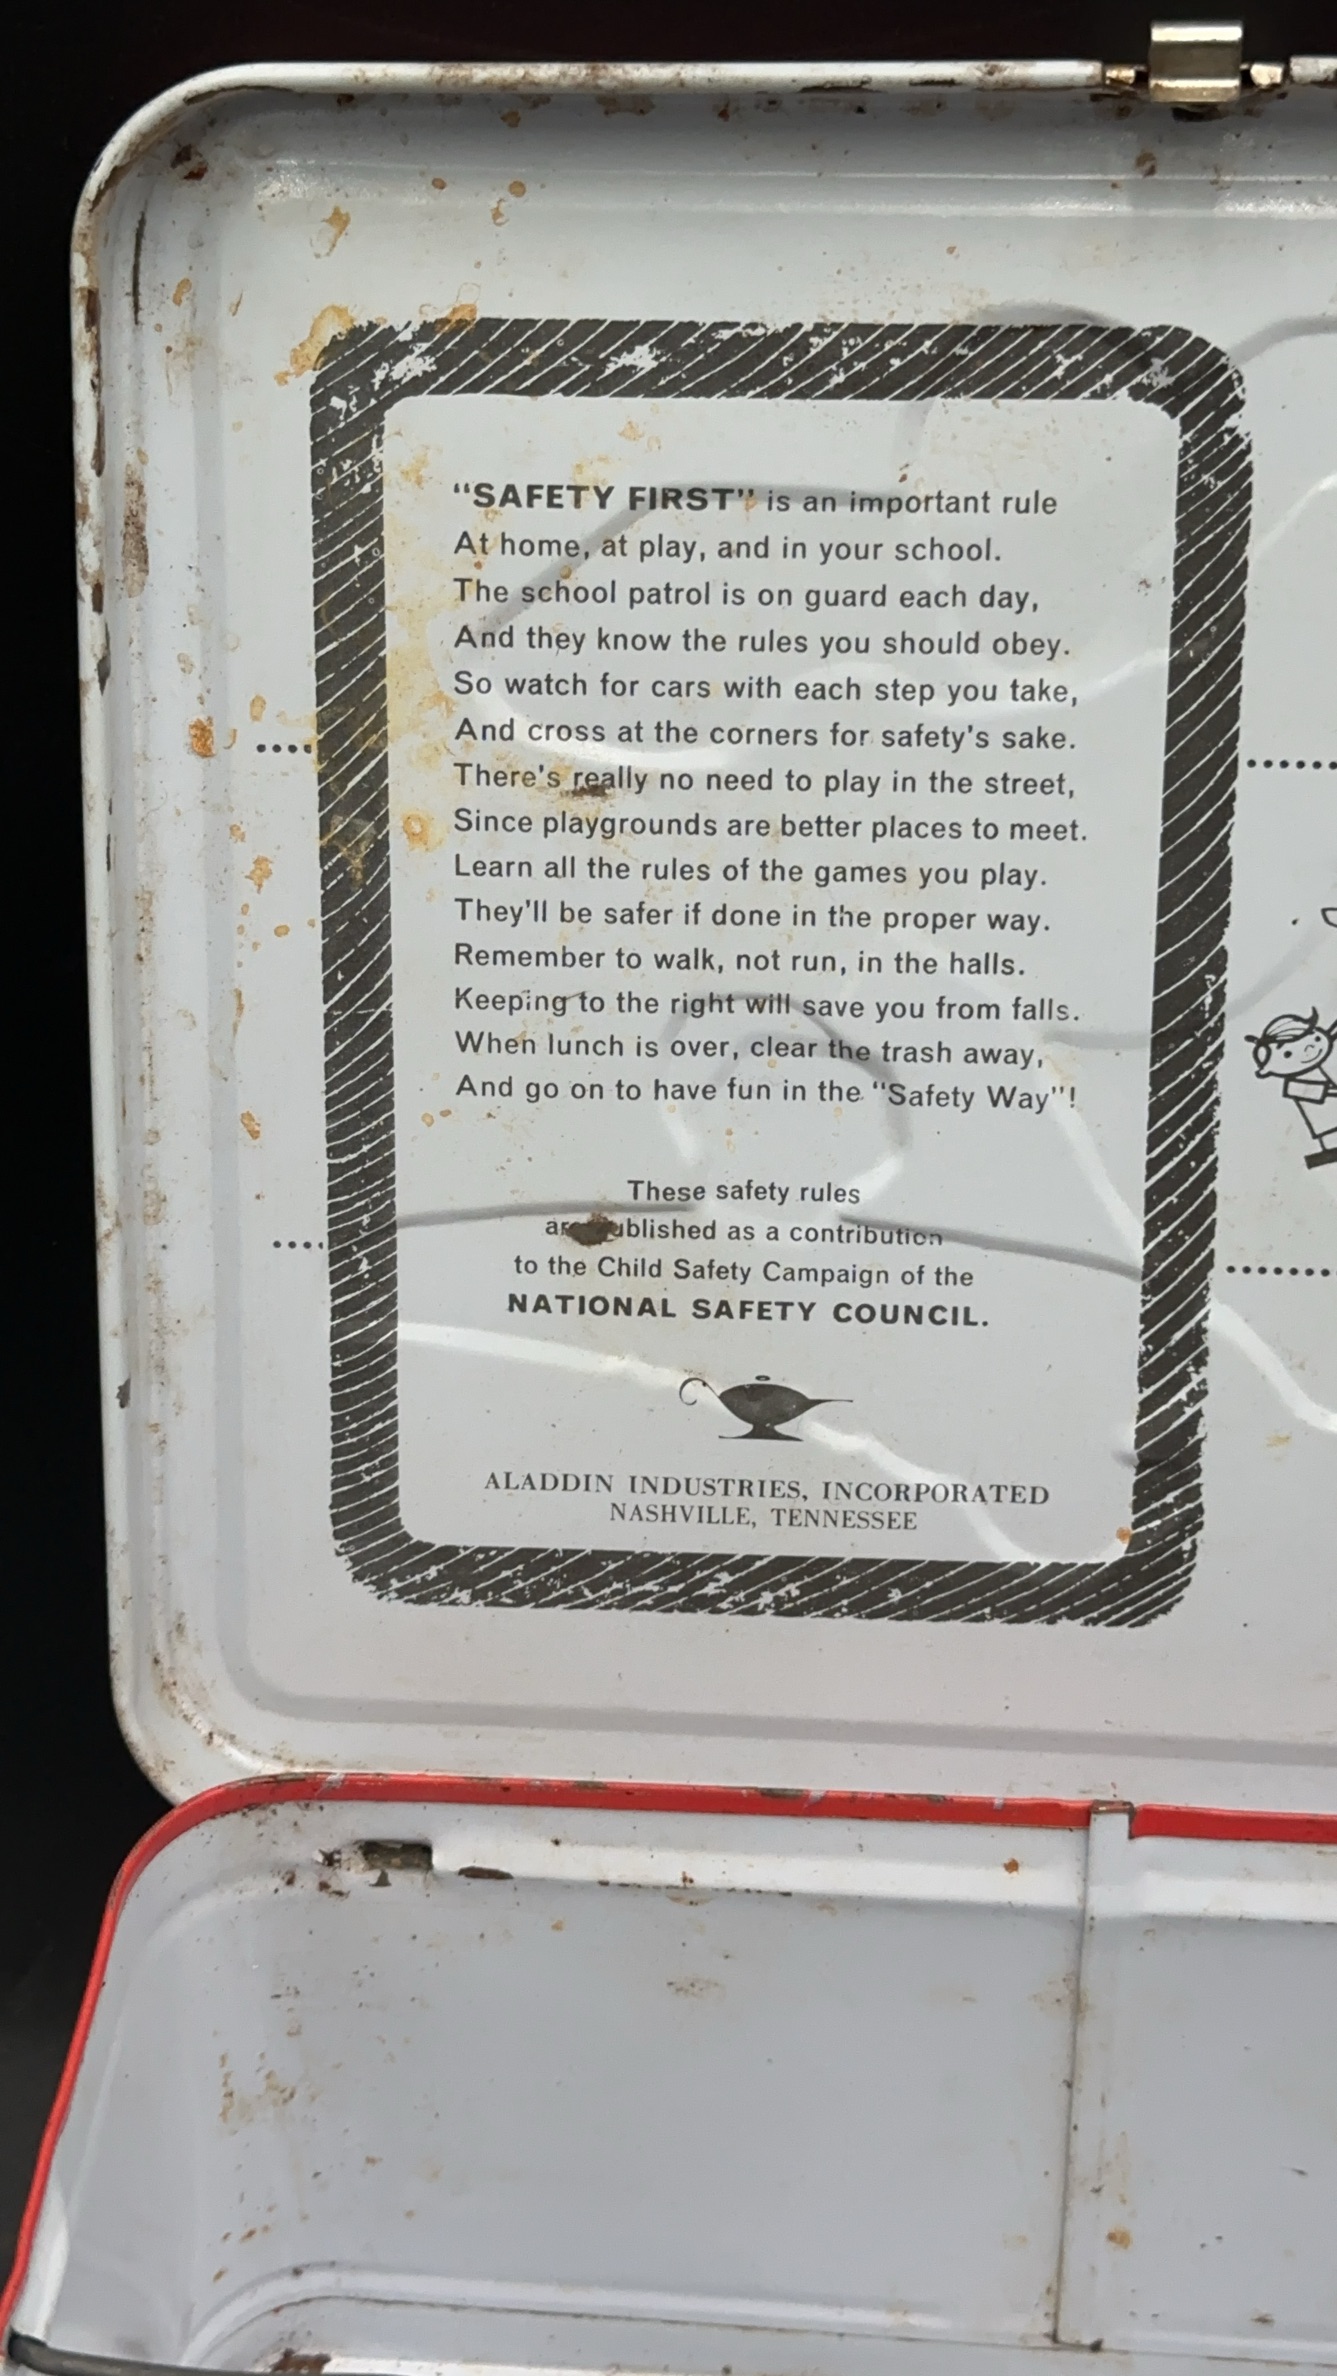 "SAFETY FIRST" is an important rule
At home, at play, and in your school.
The school patrol is on guard each day,
And they know the rules you should obey.
So watch for cars with each step you take,
And cross at the corners for safety's sake.
There's really no need to play in the street,
Since playgrounds are better places to meet.
Learn all the rules of the games you play.
They'll be safer if done in the proper way.
Remember to walk, not run, in the halls.
Keeping to the right will save you from falls.
When lunch is over, clear the trash away,
And go on to have fun in the "Safety Way"!
These safety rules
are published as a contribution
to the Child Safety Campaign of the
NATIONAL SAFETY COUNCIL.
ALADDIN INDUSTRIES, INCORPORATED
NASHVILLE, TENNESSEE